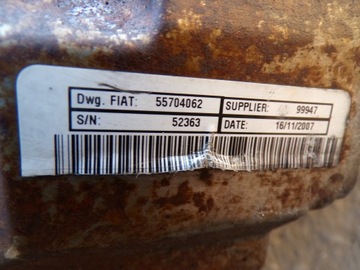 Dwg. FIAT: 55704062 SUPPLIER: 99947
S/N: 52363 DATE: 16/11/2007